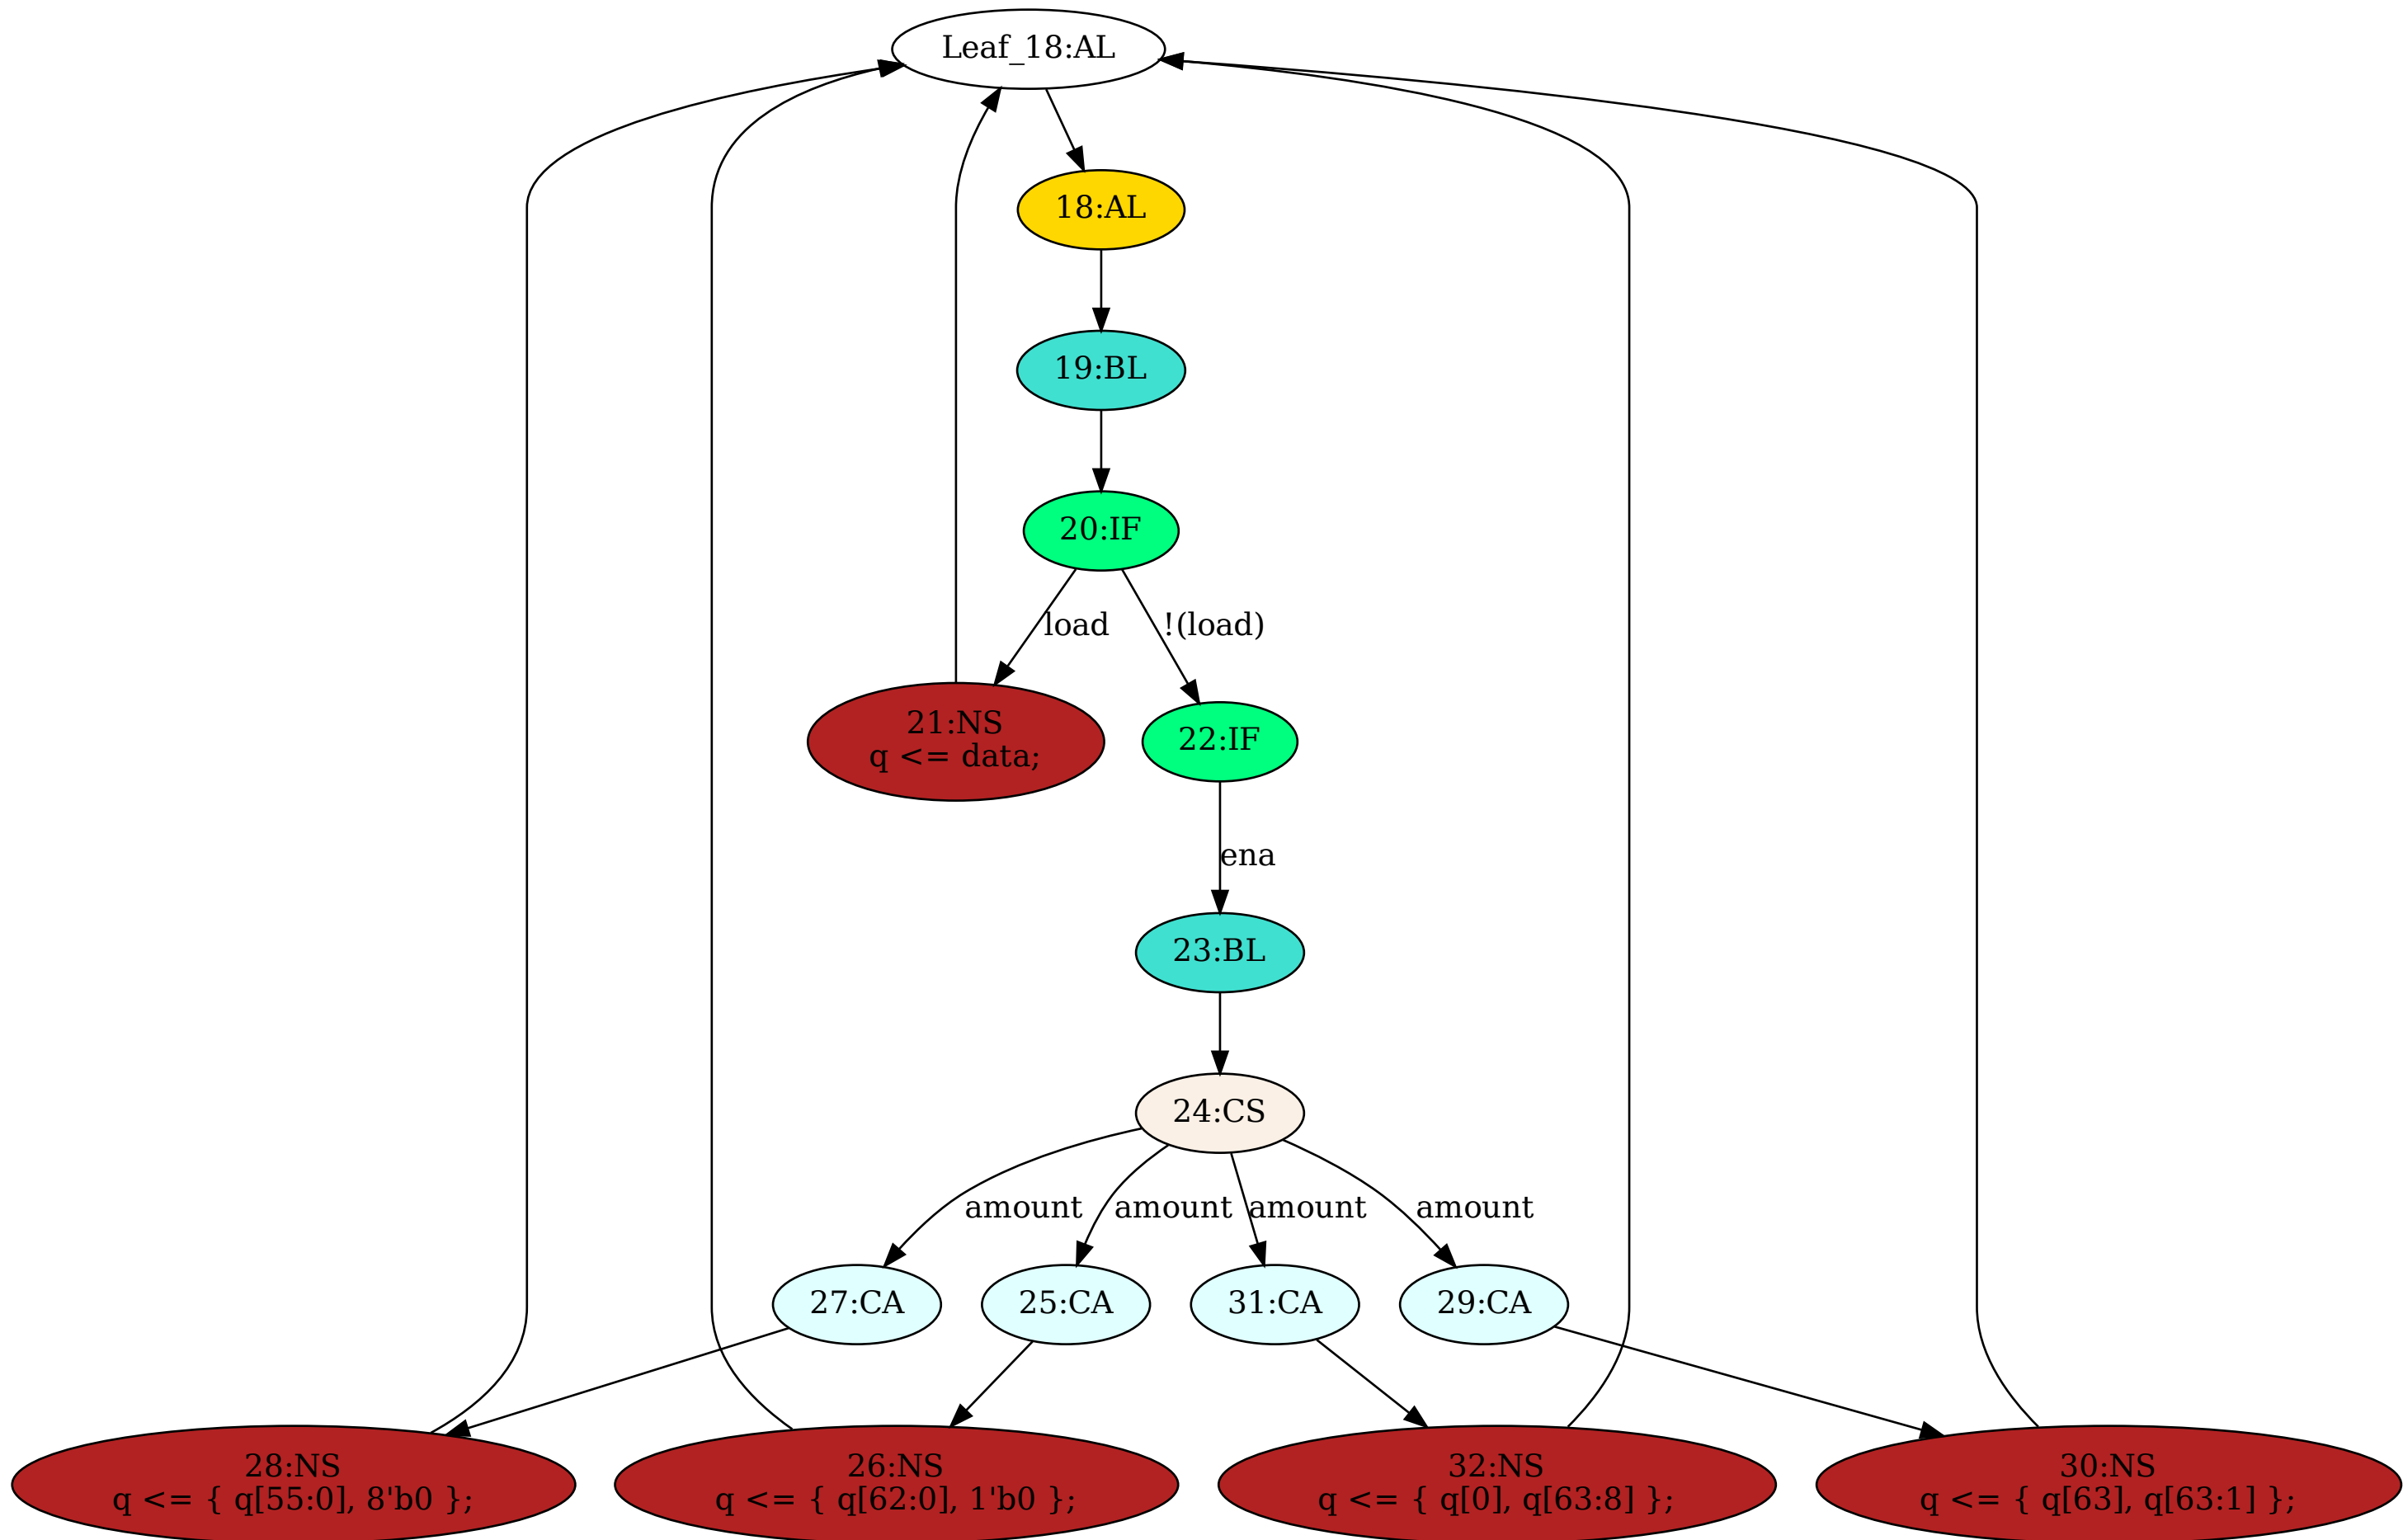 Leaf_18:AL
18:AL
19:BL
20:IF
load
!(load)
21:NS
q <= data;
22:IF
ena
23:BL
24:CS
amount
amount
amount
amount
27:CA
25:CA
31:CA
29:CA
28:NS
q <= { q[55:0], 8'b0 };
26:NS
q <= { q[62:0], 1'b0 };
32:NS
q <= { q[0], q[63:8] };
30:NS
q <= { q[63], q[63:1] };